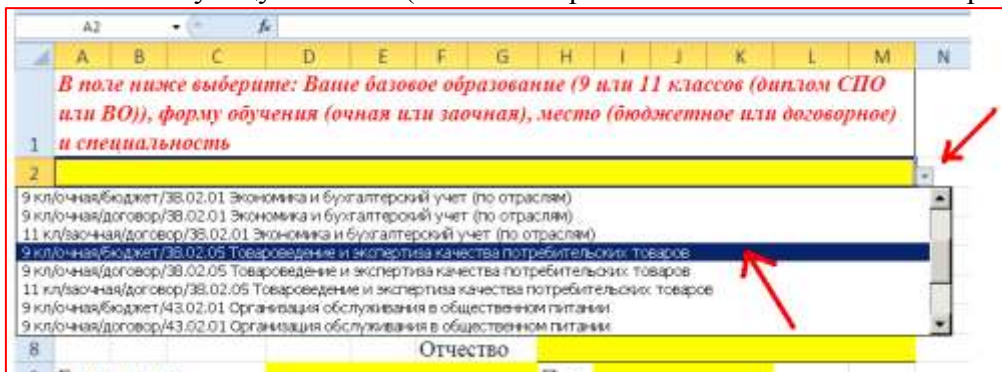 A2 fx
A B C D E F G H I J K L M N
В поле ниже выберите: Ваше базовое образование (9 или 11 классов (диплом СПО
или ВО)), форму обучения (очная или заочная), место (бюджетное или договорное)
1 и специальность
2
9 кл/очная/бюджет/38.02.01 Экономика и бухгалтерский учет (по отраслям)
9 кл/очная/договор/38.02.01 Экономика и бухгалтерский учет (по отраслям)
11 кл/заочная/договор/38.02.01 Экономика и бухгалтерский учет (по отраслям)
9 кл/очная/бюджет/38.02.05 Товароведение и экспертиза качества потребительских товаров
9 кл/очная/договор/38.02.05 Товароведение и экспертиза качества потребительских товаров
11 кл/заочная/договор/38.02.05 Товароведение и экспертиза качества потребительских товаров
9 кл/очная/бюджет/43.02.01 Организация обслуживания в общественном питании
9 кл/очная/договор/43.02.01 Организация обслуживания в общественном питании
8 Отчество